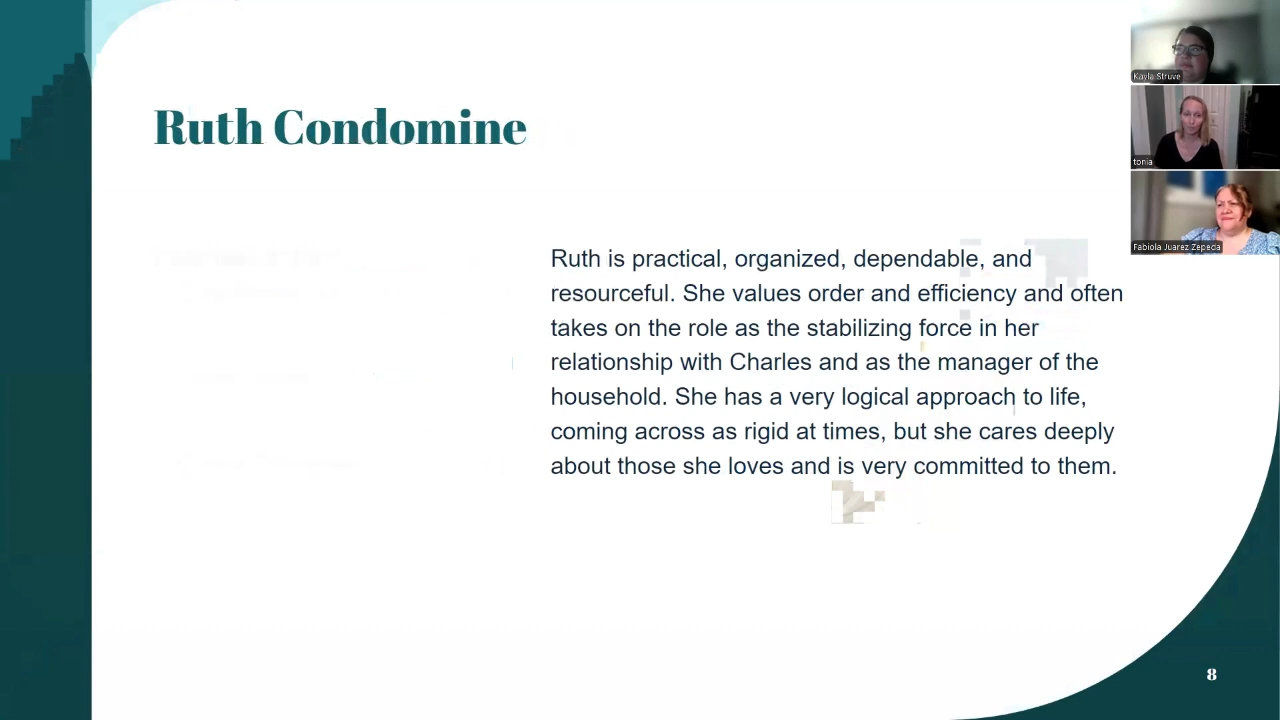 Ruth Condomine
Ruth is practical, organized, dependable, and
resourceful. She values order and efficiency and often
takes on the role as the stabilizing force in her
relationship with Charles and as the manager of the
household. She has a very logical approach to life,
coming across as rigid at times, but she cares deeply
about those she loves and is very committed to them.
Kayla Struve
tonia
Fabiola Juarez Zepeda
8